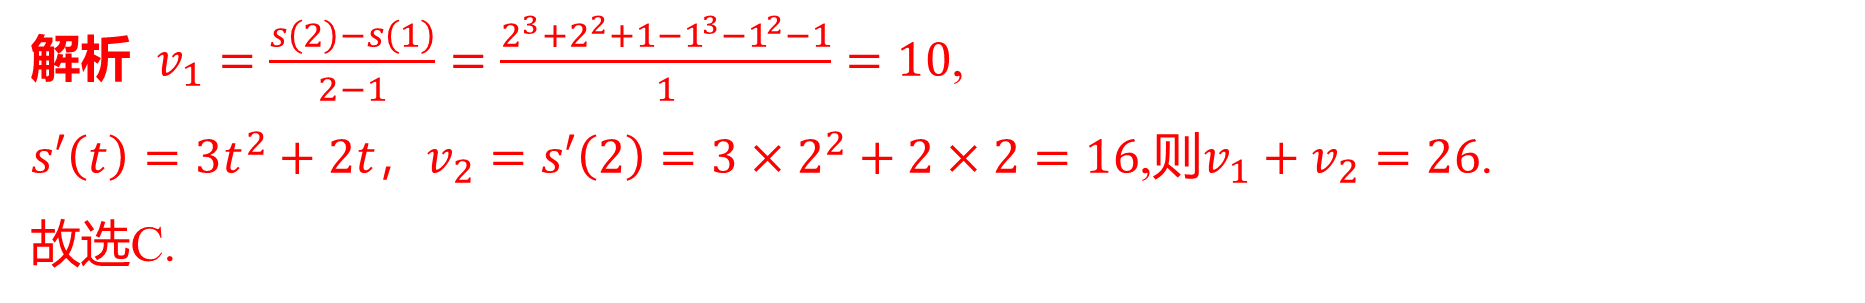 解析 v₁ = (s(2)−s(1))/(2−1) = (2³+2²+1−1³−1²−1)/1 = 10,
s′(t) = 3t² + 2t, v₂ = s′(2) = 3 × 2² + 2 × 2 = 16,则v₁ + v₂ = 26.
故选C.